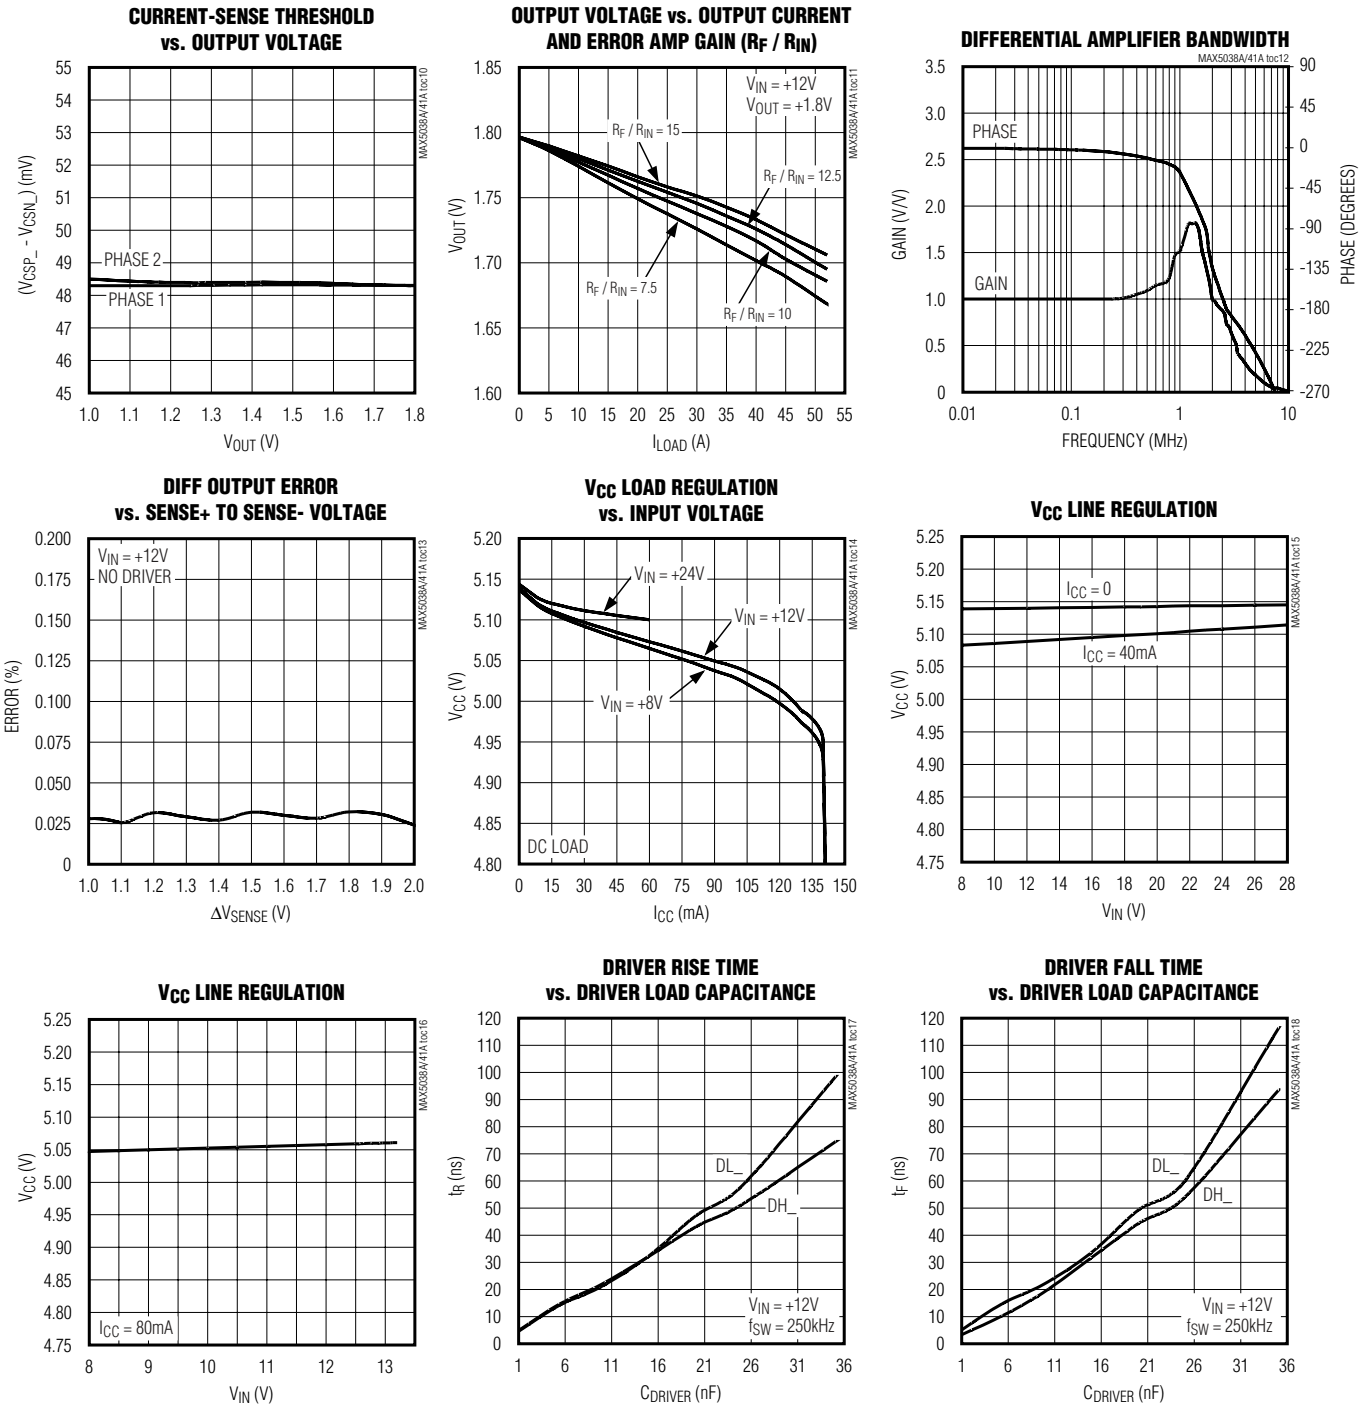 CURRENT-SENSE THRESHOLD
vs. OUTPUT VOLTAGE
MAX5038A/41A toc10
55
54
53
52
51
50
49
48
47
46
45
(VCSP_ - VCSN_) (mV)
PHASE 2
PHASE 1
1.0 1.1 1.2 1.3 1.4 1.5 1.6 1.7 1.8
VOUT (V)
OUTPUT VOLTAGE vs. OUTPUT CURRENT
AND ERROR AMP GAIN (RF / RIN)
MAX5038A/41A toc11
1.85
1.80
1.75
1.70
1.65
1.60
VOUT (V)
VIN = +12V
VOUT = +1.8V
RF / RIN = 15
RF / RIN = 12.5
RF / RIN = 7.5
RF / RIN = 10
0 5 10 15 20 25 30 35 40 45 50 55
ILOAD (A)
DIFFERENTIAL AMPLIFIER BANDWIDTH
MAX5038A/41A toc12
3.5
3.0
2.5
2.0
1.5
1.0
0.5
0
GAIN (V/V)
PHASE
GAIN
90
45
0
-45
-90
-135
-180
-225
-270
PHASE (DEGREES)
0.01 0.1 1 10
FREQUENCY (MHz)
DIFF OUTPUT ERROR
vs. SENSE+ TO SENSE- VOLTAGE
MAX5038A/41A toc13
0.200
0.175
0.150
0.125
0.100
0.075
0.050
0.025
0
ERROR (%)
VIN = +12V
NO DRIVER
1.0 1.1 1.2 1.3 1.4 1.5 1.6 1.7 1.8 1.9 2.0
ΔVSENSE (V)
VCC LOAD REGULATION
vs. INPUT VOLTAGE
MAX5038A/41A toc14
5.20
5.15
5.10
5.05
5.00
4.95
4.90
4.85
4.80
VCC (V)
VIN = +24V
VIN = +12V
VIN = +8V
DC LOAD
0 15 30 45 60 75 90 105 120 135 150
ICC (mA)
VCC LINE REGULATION
MAX5038A/41A toc15
5.25
5.20
5.15
5.10
5.05
5.00
4.95
4.90
4.85
4.80
4.75
VCC (V)
ICC = 0
ICC = 40mA
8 10 12 14 16 18 20 22 24 26 28
VIN (V)
VCC LINE REGULATION
MAX5038A/41A toc16
5.25
5.20
5.15
5.10
5.05
5.00
4.95
4.90
4.85
4.80
4.75
VCC (V)
ICC = 80mA
8 9 10 11 12 13
VIN (V)
DRIVER RISE TIME
vs. DRIVER LOAD CAPACITANCE
MAX5038A/41A toc17
120
110
100
90
80
70
60
50
40
30
20
10
0
tR (ns)
DL_
DH_
VIN = +12V
fSW = 250kHz
1 6 11 16 21 26 31 36
CDRIVER (nF)
DRIVER FALL TIME
vs. DRIVER LOAD CAPACITANCE
MAX5038A/41A toc18
120
110
100
90
80
70
60
50
40
30
20
10
0
tF (ns)
DL_
DH_
VIN = +12V
fSW = 250kHz
1 6 11 16 21 26 31 36
CDRIVER (nF)